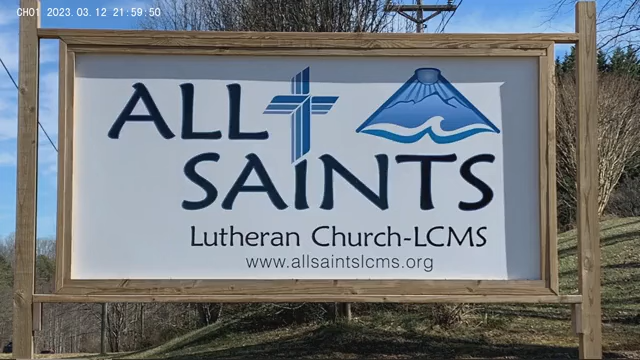 CH01 2023.03.12 21:59:50
ALL
SAINTS
Lutheran Church-LCMS
www.allsaintslcms.org